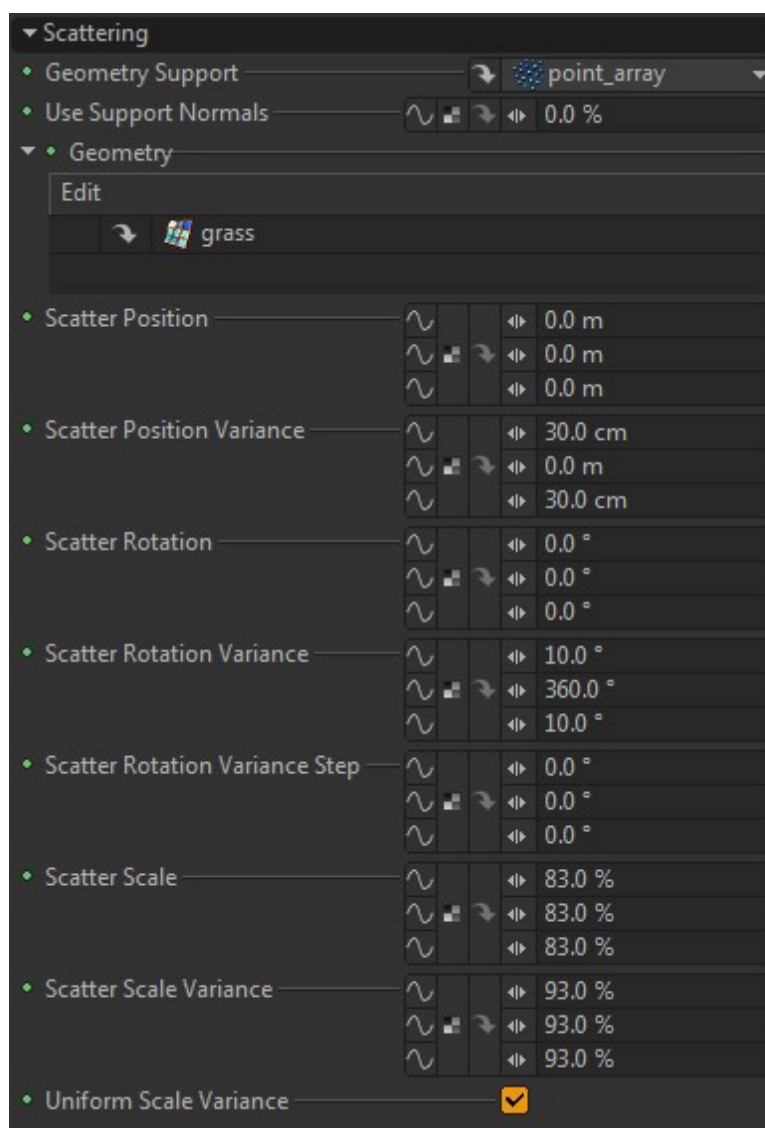 Scattering
Geometry Support point_array
Use Support Normals 0.0 %
Geometry
Edit
grass
Scatter Position 0.0 m
0.0 m
0.0 m
Scatter Position Variance 30.0 cm
0.0 m
30.0 cm
Scatter Rotation 0.0 °
0.0 °
0.0 °
Scatter Rotation Variance 10.0 °
360.0 °
10.0 °
Scatter Rotation Variance Step 0.0 °
0.0 °
0.0 °
Scatter Scale 83.0 %
83.0 %
83.0 %
Scatter Scale Variance 93.0 %
93.0 %
93.0 %
Uniform Scale Variance